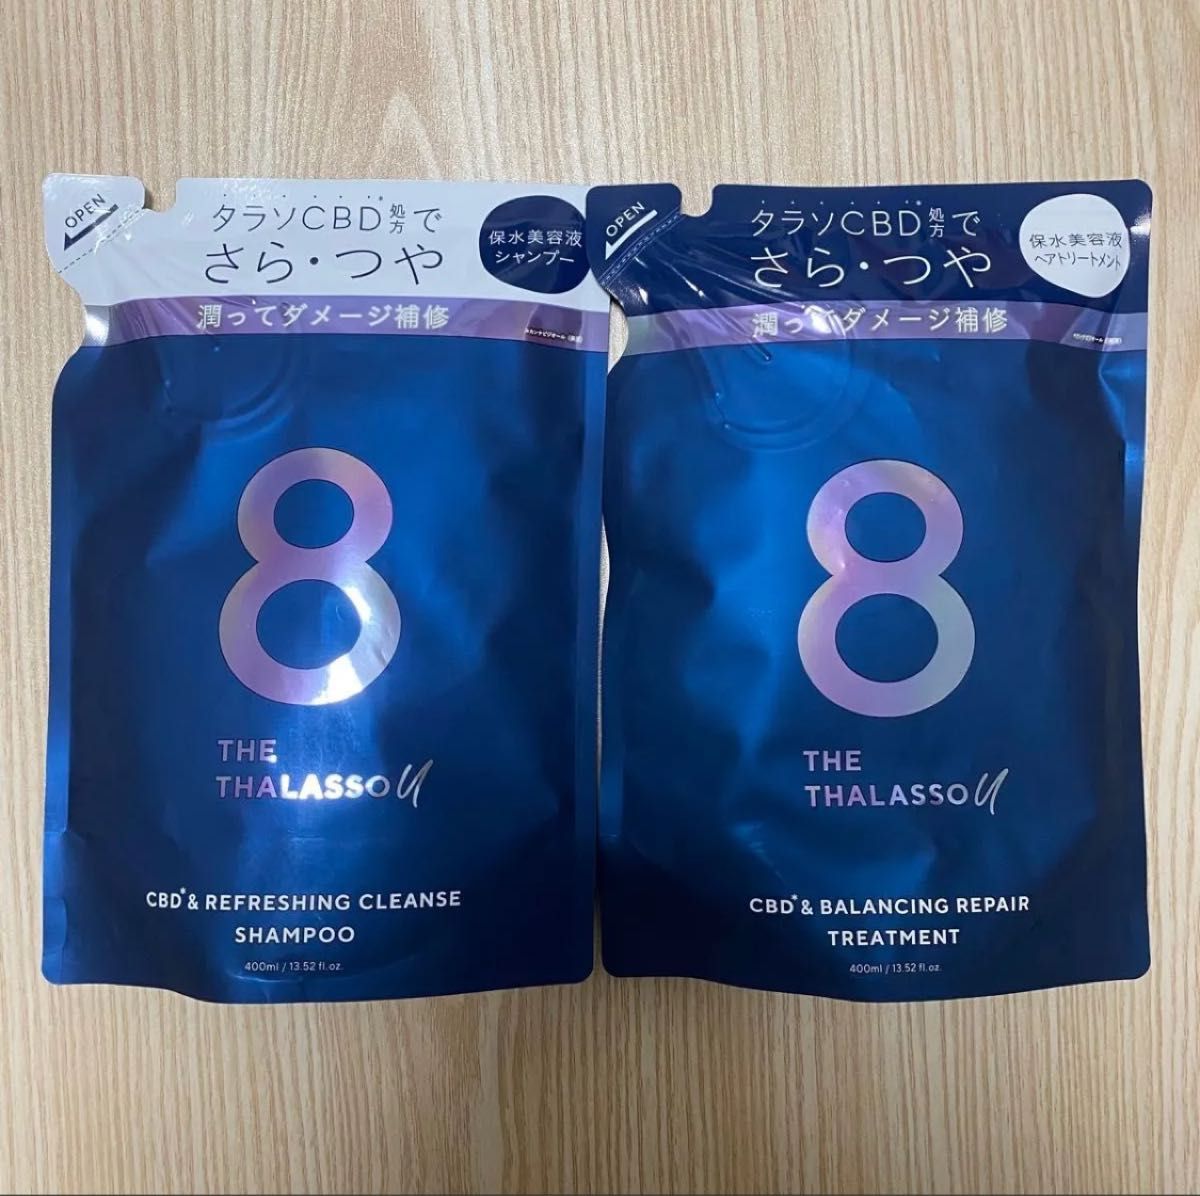 OPEN
タラソCBD*処方で
さら・つや
保水美容液
シャンプー
潤ってダメージ補修
8
THE
THALASSO u
CBD*& REFRESHING CLEANSE
SHAMPOO
400ml / 13.52 fl.oz.
OPEN
タラソCBD*処方で
さら・つや
保水美容液
ヘアトリートメント
潤ってダメージ補修
8
THE
THALASSO u
CBD*& BALANCING REPAIR
TREATMENT
400ml / 13.52 fl.oz.